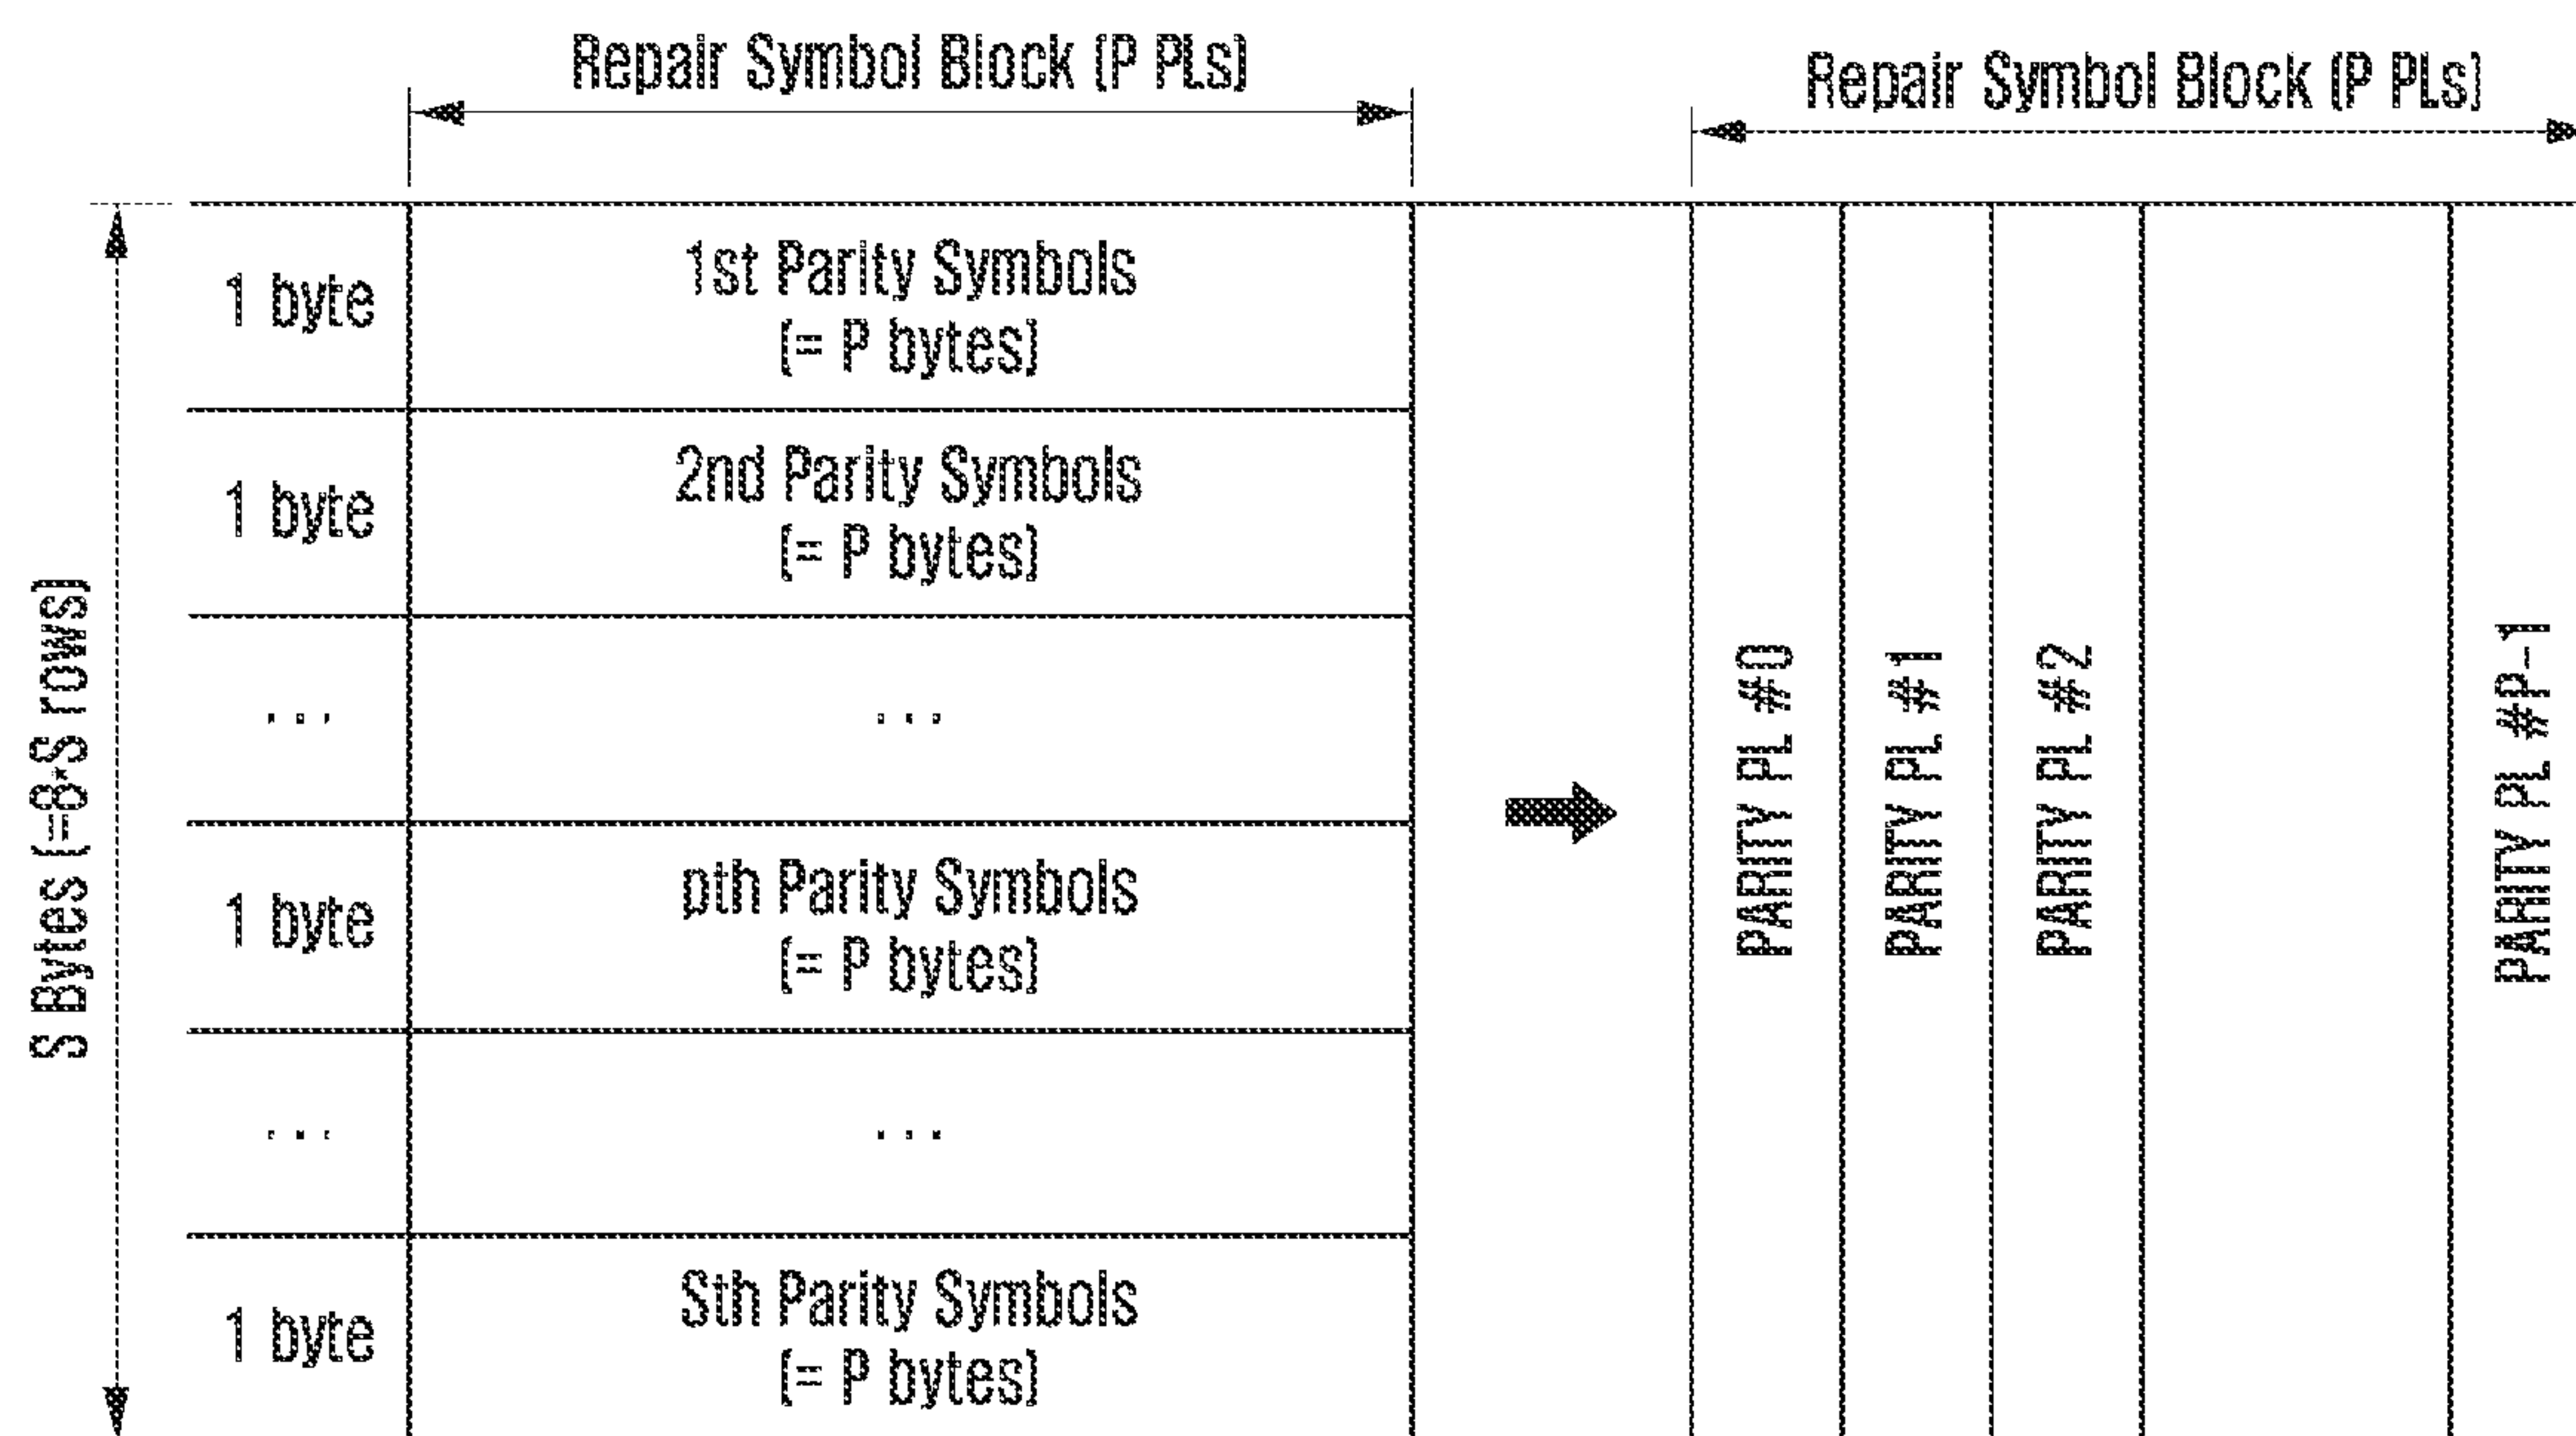 Repair Symbol Block (P PLs)
Repair Symbol Block (P PLs)
S Bytes (=8*S rows)
1 byte
1st Parity Symbols
(= P bytes)
1 byte
2nd Parity Symbols
(= P bytes)
...
...
1 byte
pth Parity Symbols
(= P bytes)
...
...
1 byte
Sth Parity Symbols
(= P bytes)
PARITY PL #0
PARITY PL #1
PARITY PL #2
PARITY PL #P-1